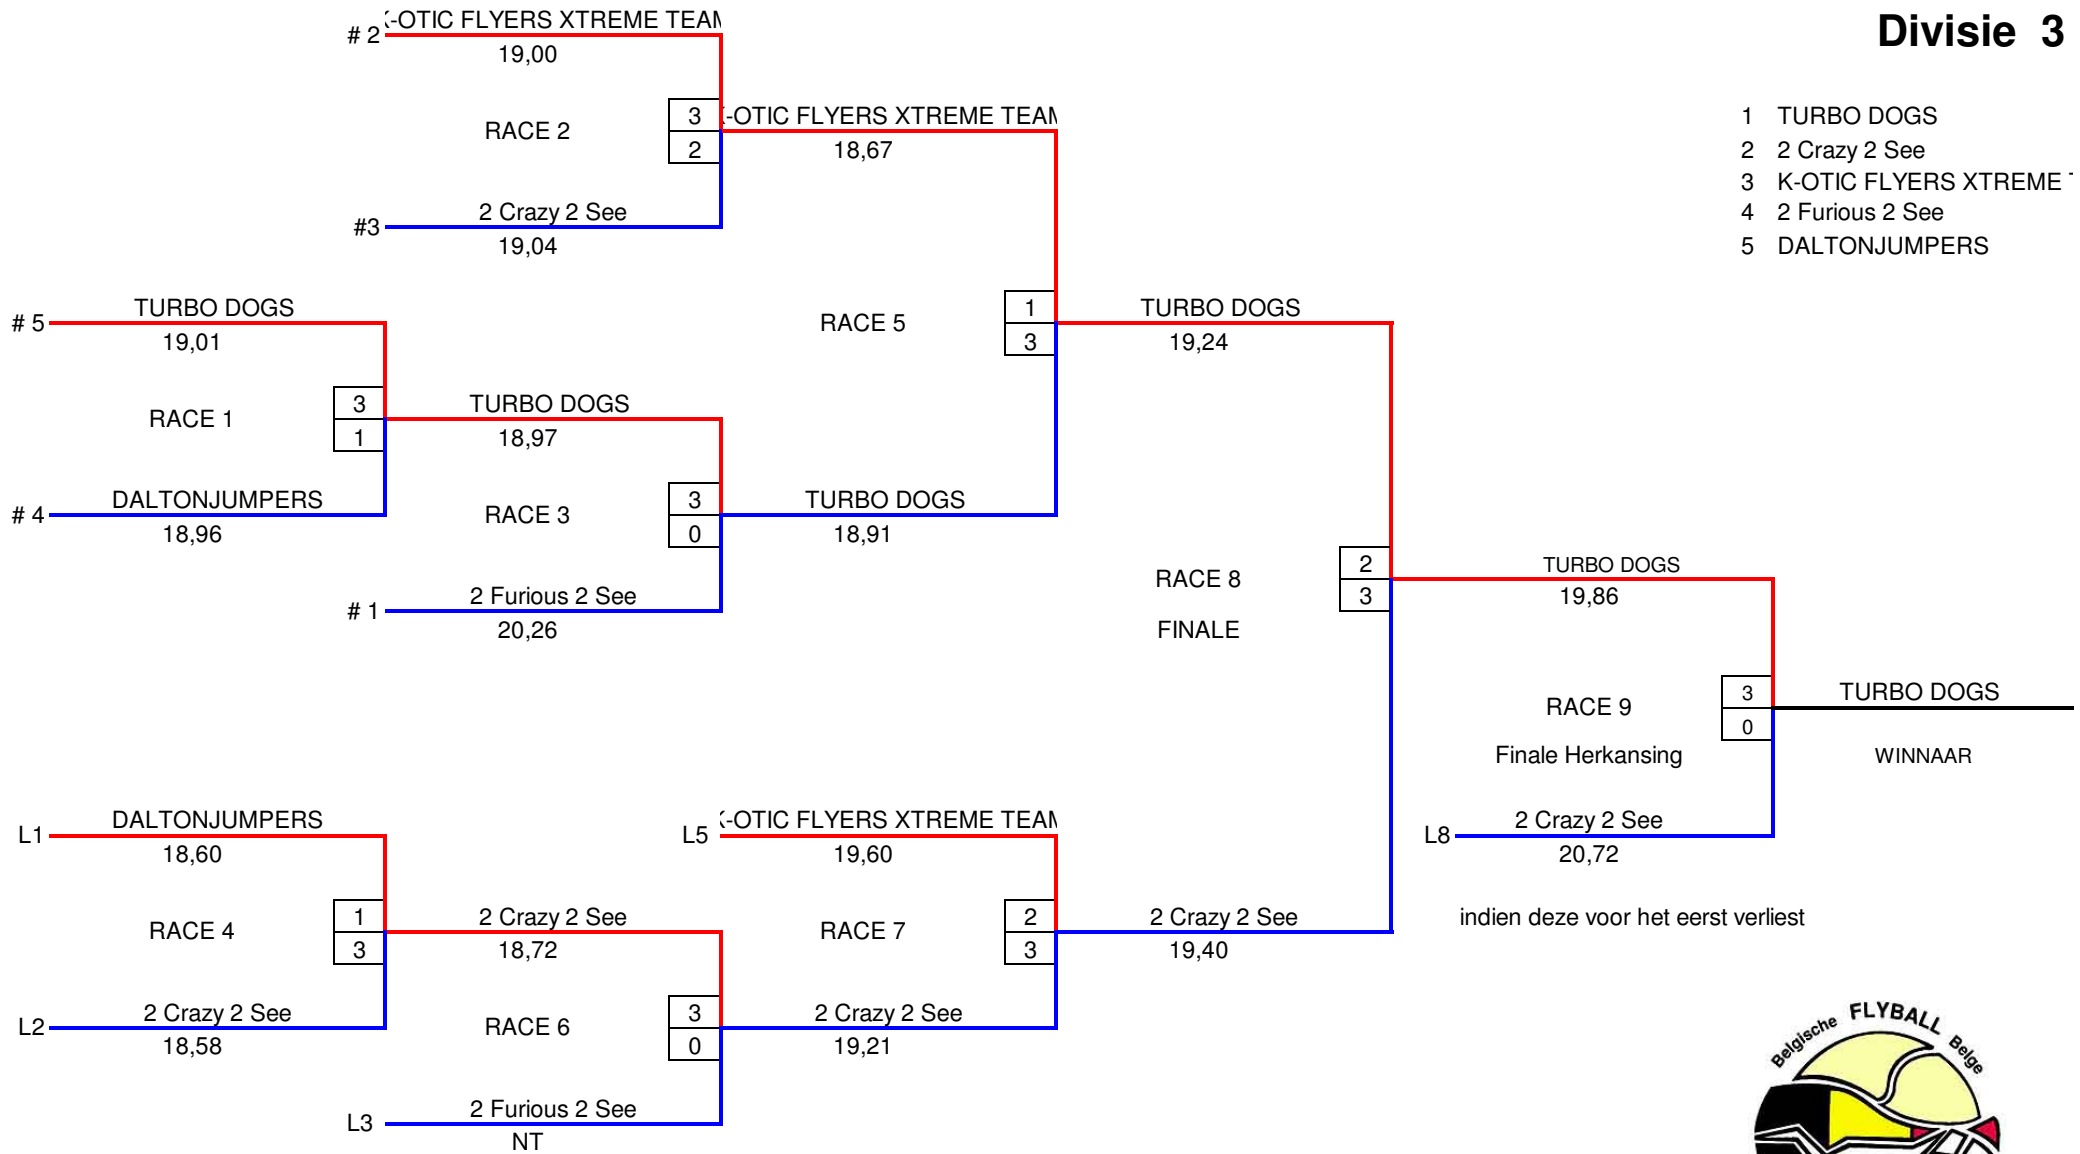 Divisie 3
1 TURBO DOGS
2 2 Crazy 2 See
3 K-OTIC FLYERS XTREME
4 2 Furious 2 See
5 DALTONJUMPERS
# 2 K-OTIC FLYERS XTREME TEAM
19,00
RACE 2
3
2
#3 2 Crazy 2 See
19,04
K-OTIC FLYERS XTREME TEAM
18,67
# 5 TURBO DOGS
19,01
RACE 1
3
1
# 4 DALTONJUMPERS
18,96
TURBO DOGS
18,97
RACE 3
3
0
# 1 2 Furious 2 See
20,26
RACE 5
1
3
TURBO DOGS
18,91
TURBO DOGS
19,24
RACE 8
FINALE
2
3
TURBO DOGS
19,86
RACE 9
Finale Herkansing
3
0
TURBO DOGS
WINNAAR
L8 2 Crazy 2 See
20,72
indien deze voor het eerst verliest
L1 DALTONJUMPERS
18,60
RACE 4
1
3
L2 2 Crazy 2 See
18,58
2 Crazy 2 See
18,72
RACE 6
3
0
L3 2 Furious 2 See
NT
L5 K-OTIC FLYERS XTREME TEAM
19,60
RACE 7
2
3
2 Crazy 2 See
19,21
2 Crazy 2 See
19,40
Belgische FLYBALL Belge